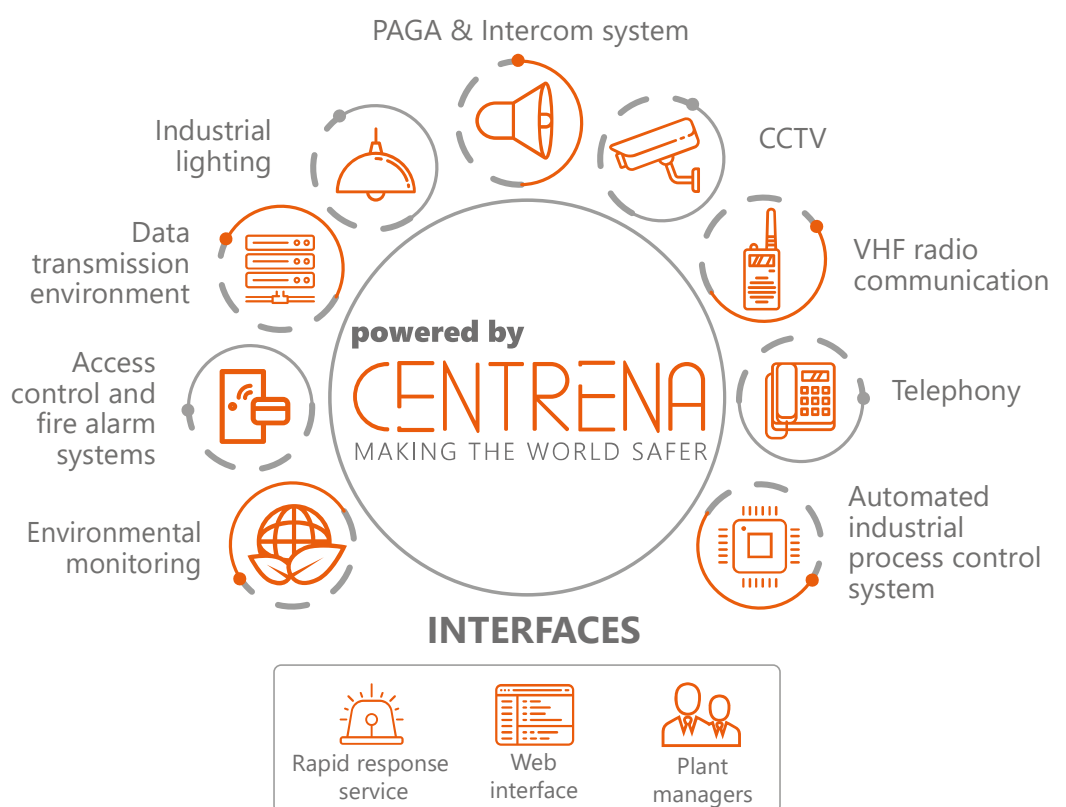 PAGA & Intercom system
Industrial
lighting
CCTV
Data
transmission
environment
VHF radio
communication
powered by
CENTRENA
MAKING THE WORLD SAFER
Access
control and
fire alarm
systems
Telephony
Environmental
monitoring
Automated
industrial
process control
system
INTERFACES
Rapid response
service
Web
interface
Plant
managers